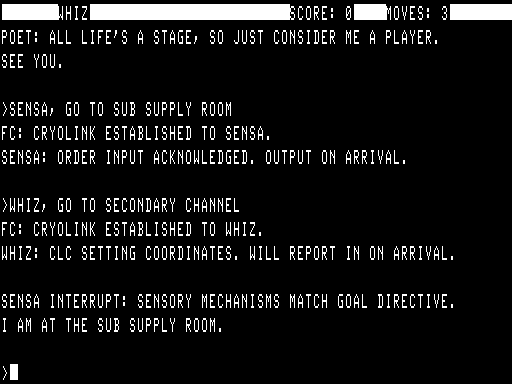 WHIZ SCORE: 0 MOVES: 3
POET: ALL LIFE'S A STAGE, SO JUST CONSIDER ME A PLAYER.
SEE YOU.
>SENSA, GO TO SUB SUPPLY ROOM
FC: CRYOLINK ESTABLISHED TO SENSA.
SENSA: ORDER INPUT ACKNOWLEDGED. OUTPUT ON ARRIVAL.
>WHIZ, GO TO SECONDARY CHANNEL
FC: CRYOLINK ESTABLISHED TO WHIZ.
WHIZ: CLC SETTING COORDINATES. WILL REPORT IN ON ARRIVAL.
SENSA INTERRUPT: SENSORY MECHANISMS MATCH GOAL DIRECTIVE.
I AM AT THE SUB SUPPLY ROOM.
>